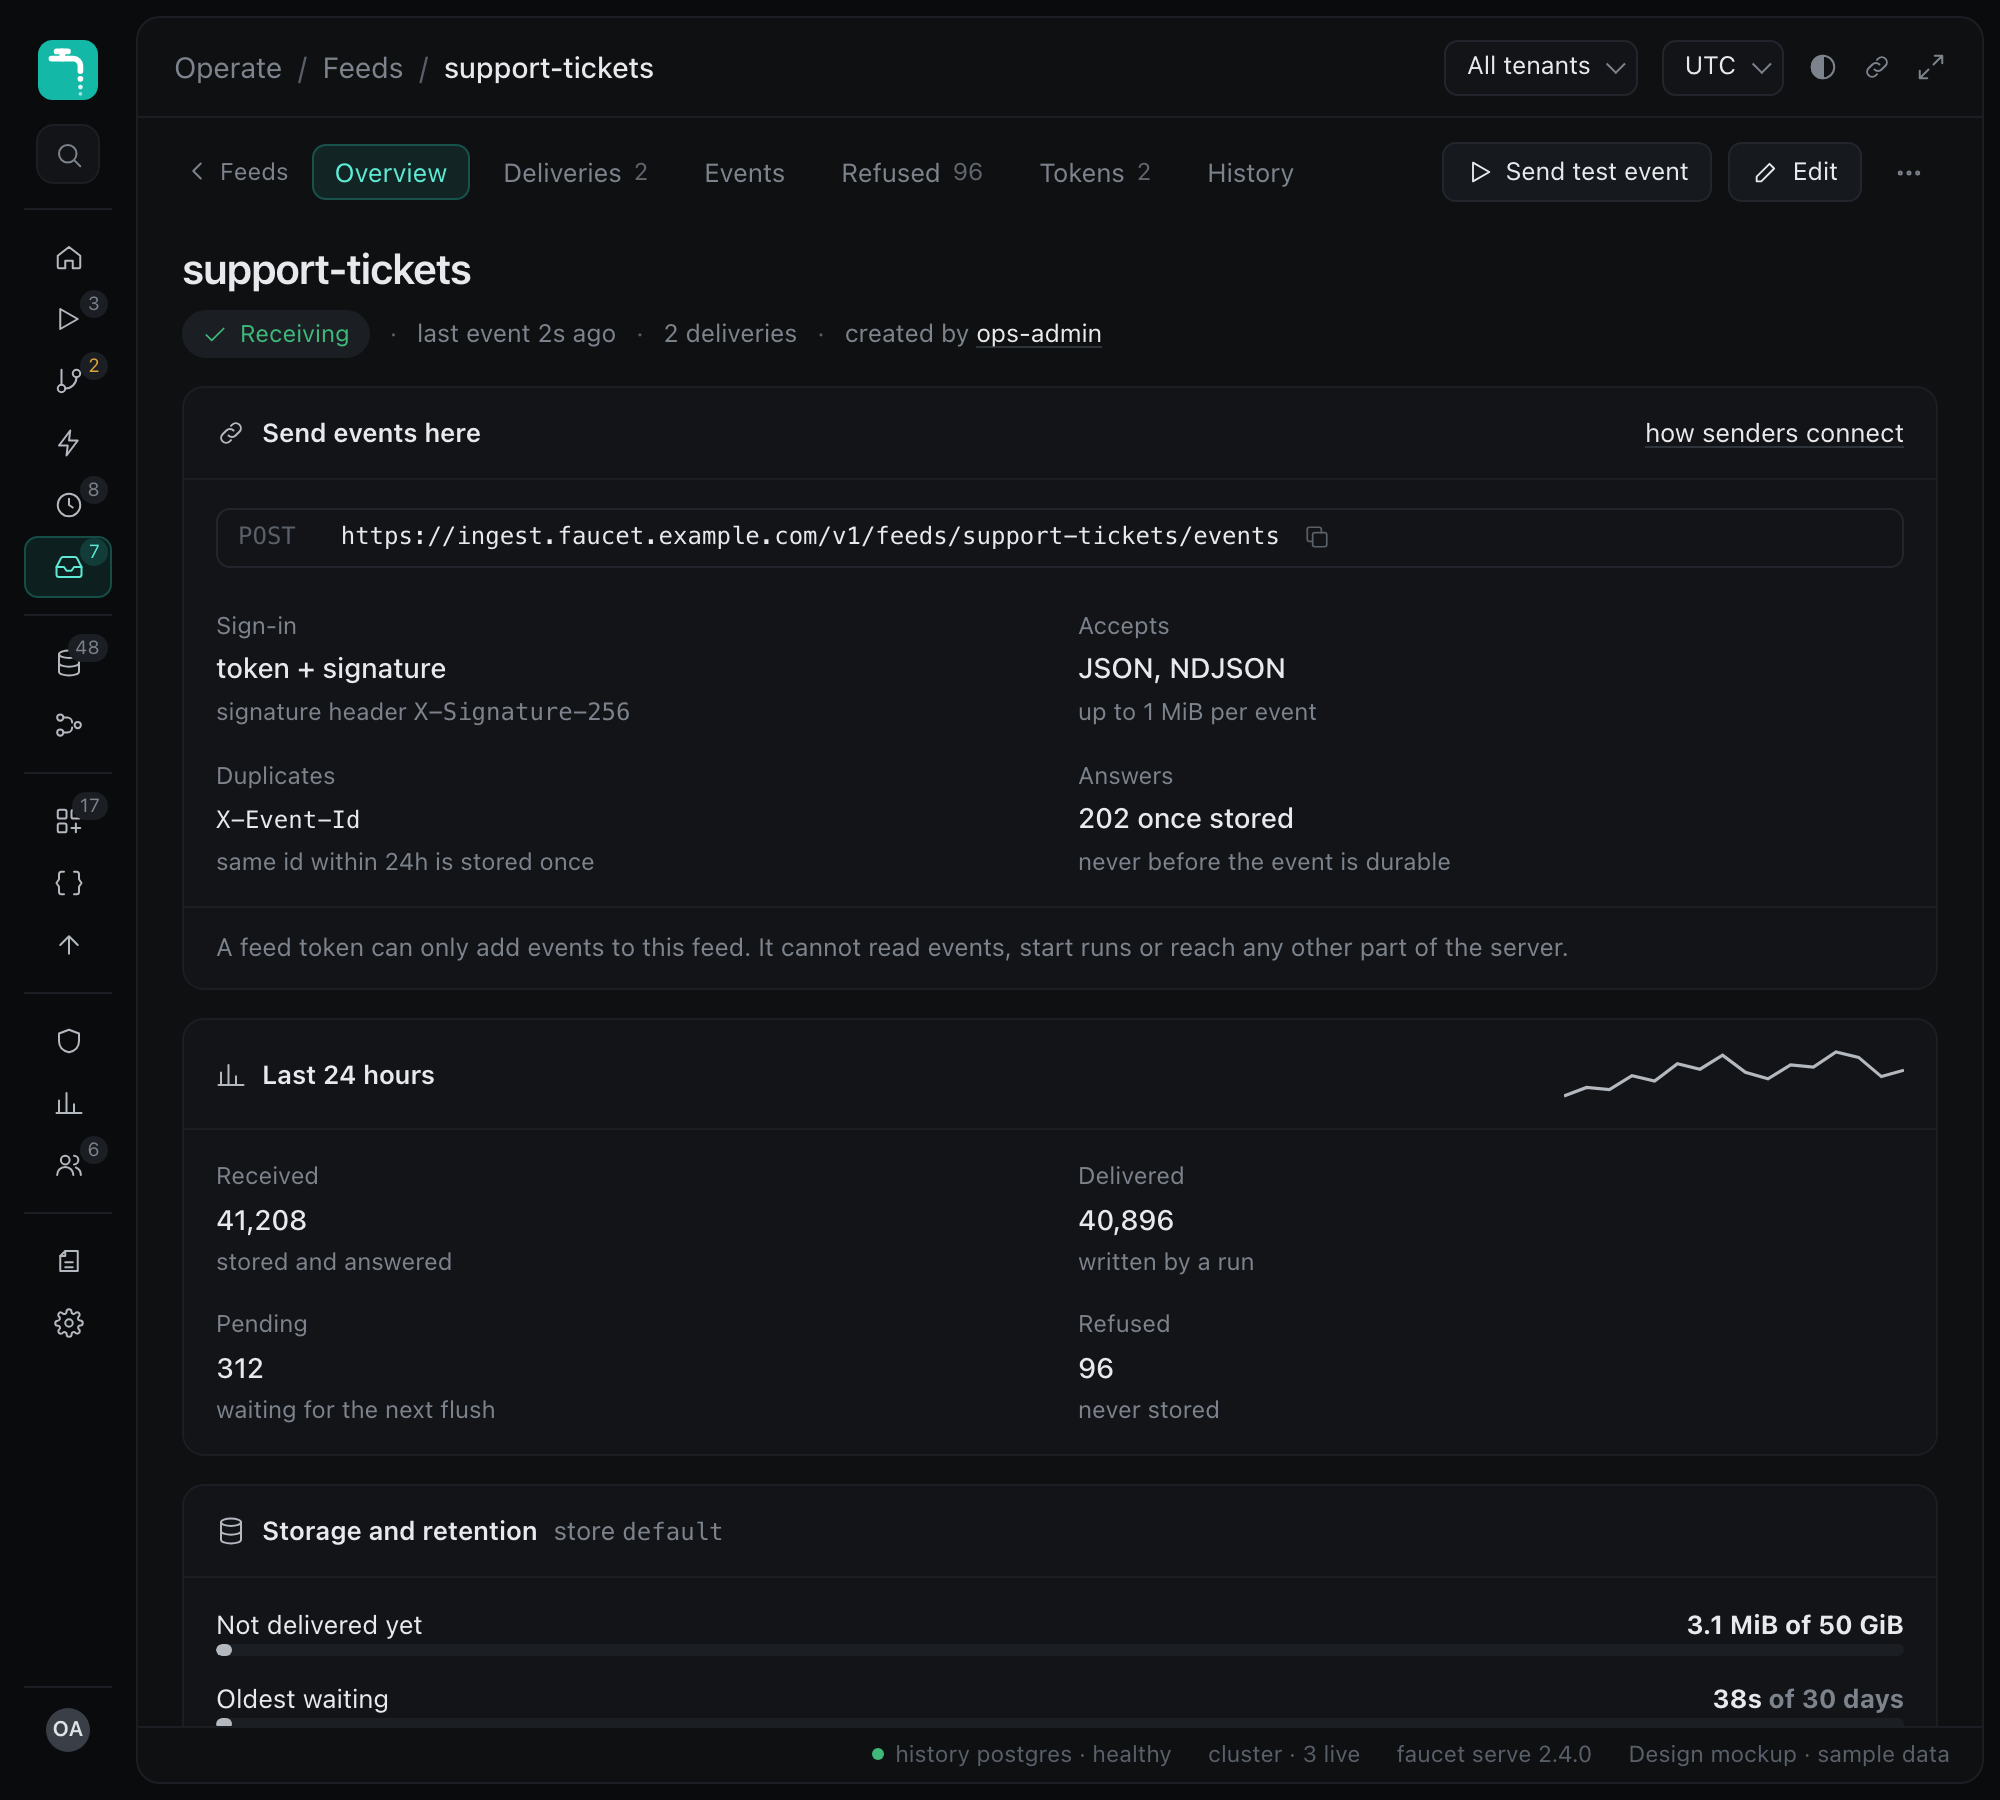 Operate / Feeds / support-tickets
All tenants
UTC
Feeds
Overview
Deliveries 2
Events
Refused 96
Tokens 2
History
Send test event
Edit
3
2
8
7
48
17
6
OA
support-tickets
Receiving · last event 2s ago · 2 deliveries · created by ops-admin
Send events here
how senders connect
POST https://ingest.faucet.example.com/v1/feeds/support-tickets/events
Sign-in
token + signature
signature header X-Signature-256
Accepts
JSON, NDJSON
up to 1 MiB per event
Duplicates
X-Event-Id
same id within 24h is stored once
Answers
202 once stored
never before the event is durable
A feed token can only add events to this feed. It cannot read events, start runs or reach any other part of the server.
Last 24 hours
Received
41,208
stored and answered
Delivered
40,896
written by a run
Pending
312
waiting for the next flush
Refused
96
never stored
Storage and retention store default
Not delivered yet
3.1 MiB of 50 GiB
Oldest waiting
38s of 30 days
history postgres · healthy
cluster · 3 live
faucet serve 2.4.0
Design mockup · sample data